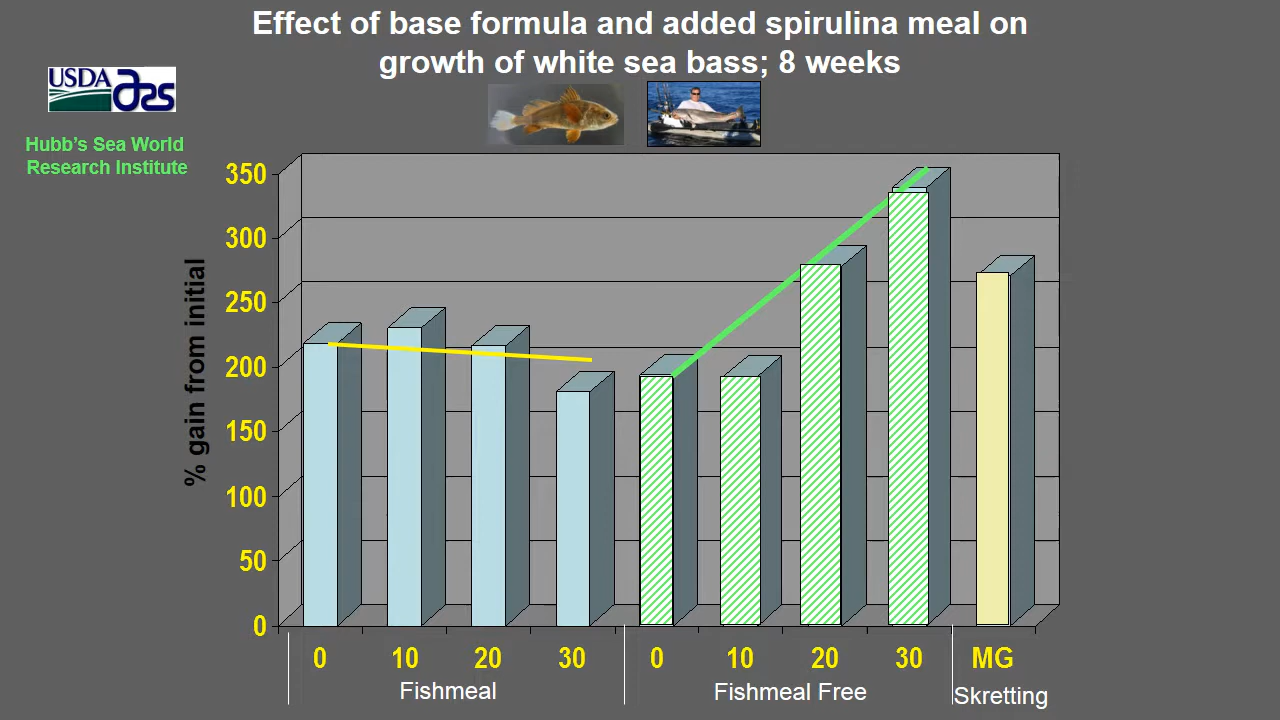 Effect of base formula and added spirulina meal on
growth of white sea bass; 8 weeks
USDA ars
Hubb's Sea World
Research Institute
% gain from initial
350
300
250
200
150
100
50
0
0 10 20 30 0 10 20 30 MG
Fishmeal Fishmeal Free Skretting